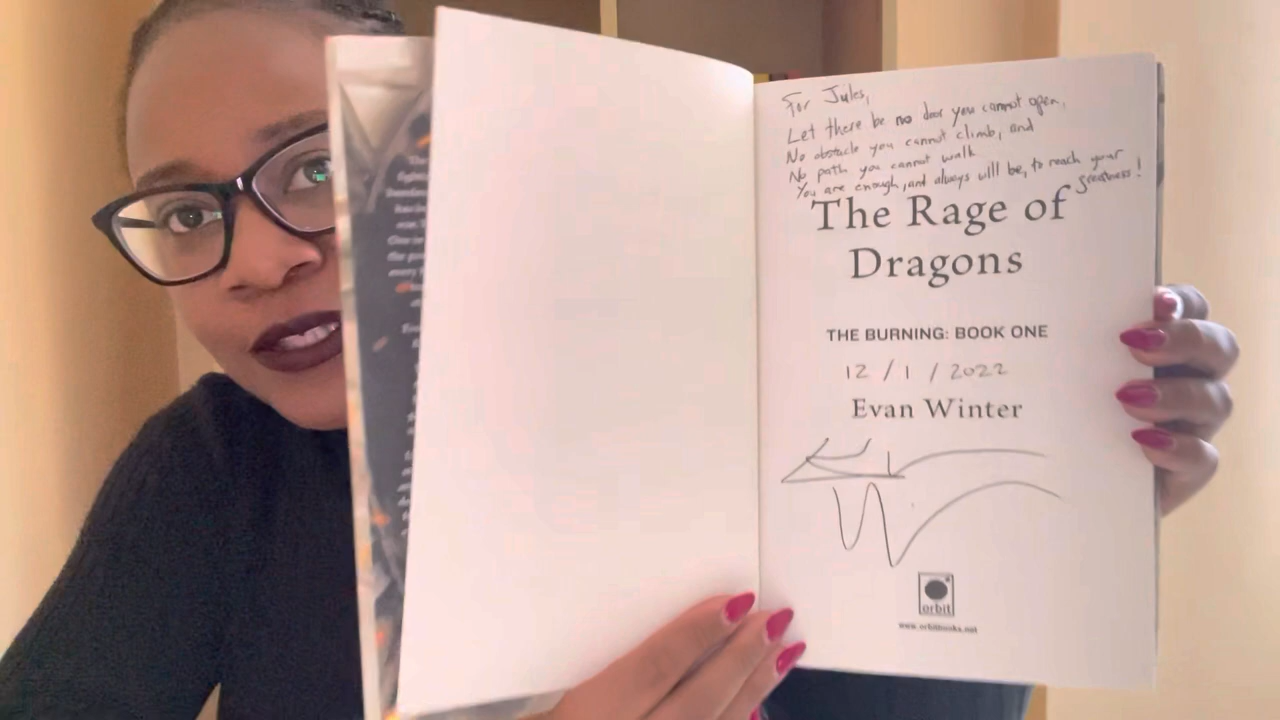 For Jules,
Let there be no door you cannot open,
No obstacle you cannot climb, and
No path you cannot walk.
You are enough, and always will be, to reach your
greatness!
The Rage of
Dragons
THE BURNING: BOOK ONE
12 / 1 / 2022
Evan Winter
orbit
www.orbitbooks.net